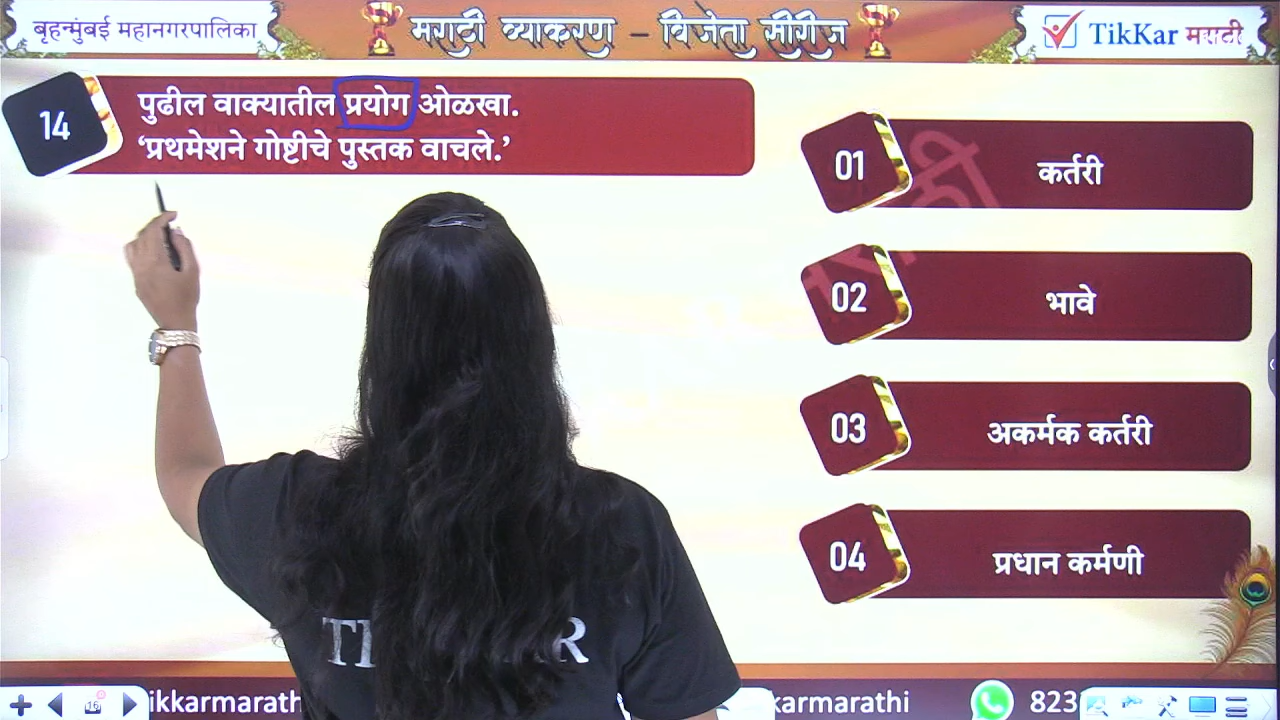 बृहन्मुंबई महानगरपालिका
मराठी व्याकरण – विजेता सीरीज
TikKar मराठी
14
पुढील वाक्यातील प्रयोग ओळखा.
'प्रथमेशने गोष्टीचे पुस्तक वाचले.'
01
कर्तरी
02
भावे
03
अकर्मक कर्तरी
04
प्रधान कर्मणी
ikkarmarathi
karmarathi
823